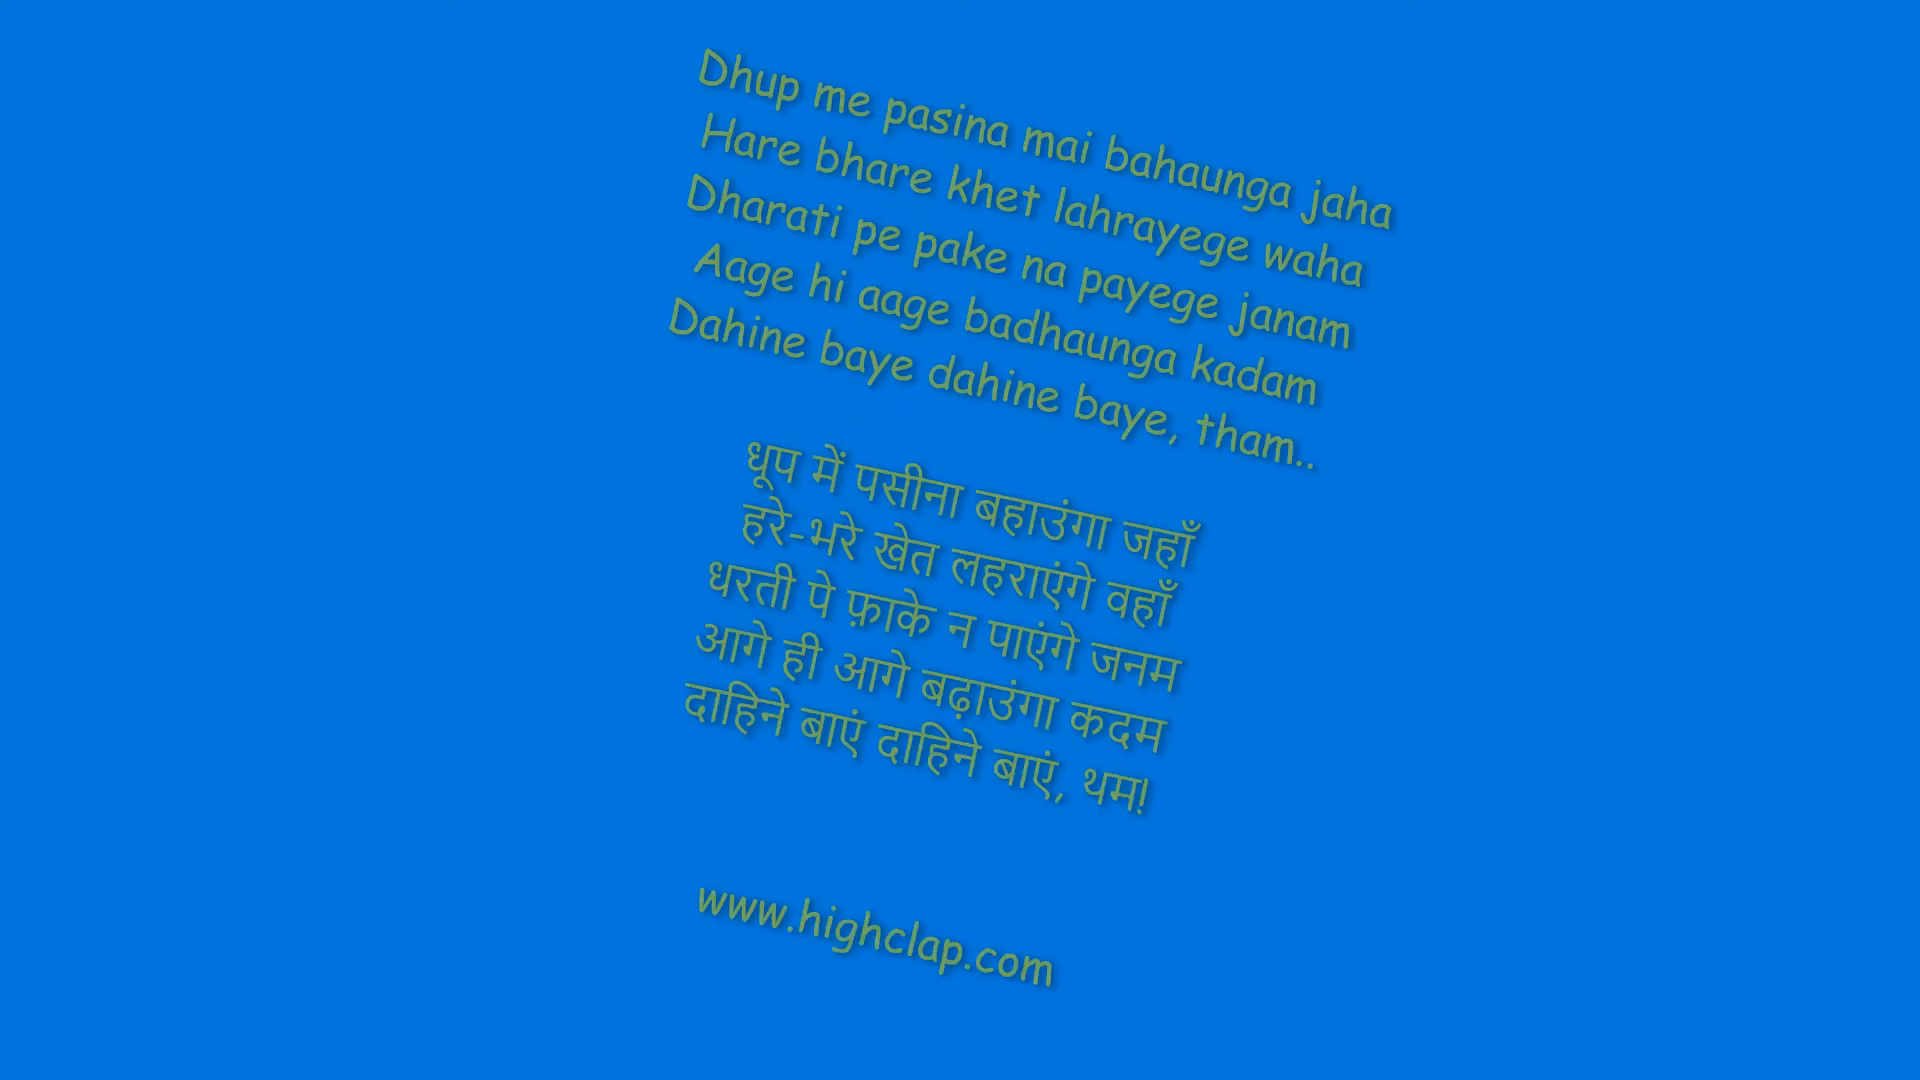 Dhup me pasina mai bahaunga jaha
Hare bhare khet lahrayege waha
Dharati pe pake na payege janam
Aage hi aage badhaunga kadam
Dahine baye dahine baye, tham..
धूप में पसीना बहाउंगा जहाँ
हरे-भरे खेत लहराएंगे वहाँ
धरती पे फ़ाके न पाएंगे जनम
आगे ही आगे बढ़ाउंगा कदम
दाहिने बाएं दाहिने बाएं, थम!
www.highclap.com